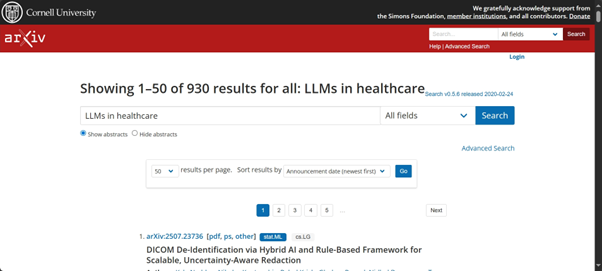 Cornell University
We gratefully acknowledge support from
the Simons Foundation, member institutions, and all contributors. Donate
arXiv
Search...
All fields
Search
Help | Advanced Search
Login
Showing 1–50 of 930 results for all: LLMs in healthcare
Search v0.5.6 released 2020-02-24
LLMs in healthcare
All fields
Search
Show abstracts Hide abstracts
Advanced Search
50 results per page. Sort results by Announcement date (newest first) Go
1 2 3 4 5 ... Next
1. arXiv:2507.23736 [pdf, ps, other] stat.ML cs.LG
DICOM De-Identification via Hybrid AI and Rule-Based Framework for
Scalable, Uncertainty-Aware Redaction